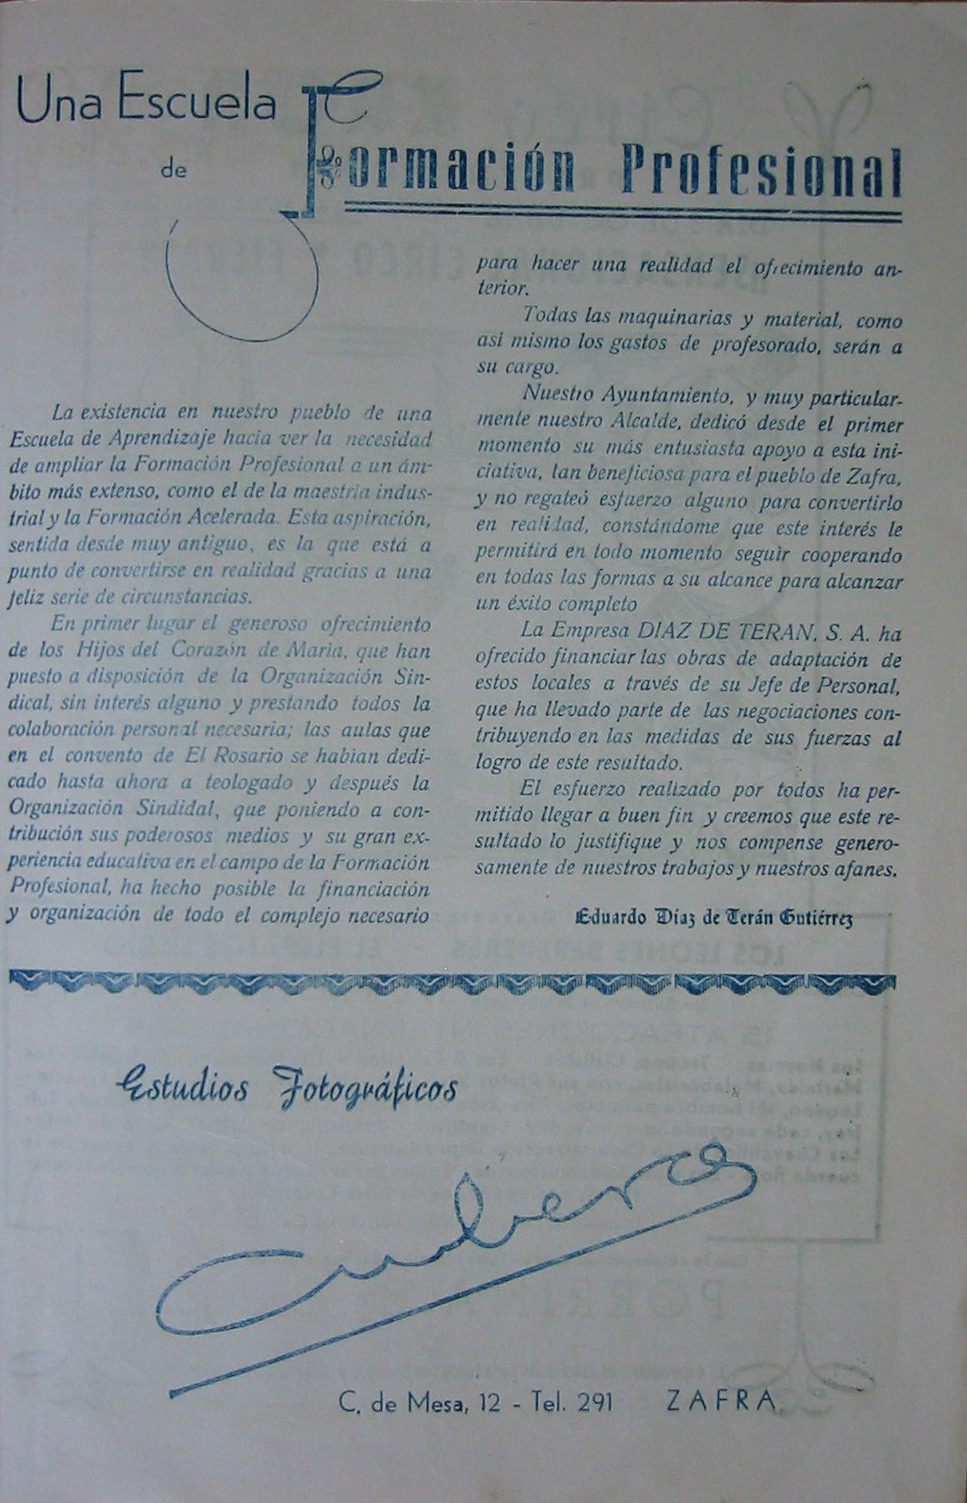 Una Escuela
de
Formación Profesional
La existencia en nuestro pueblo de una
Escuela de Aprendizaje hacia ver la necesidad
de ampliar la Formación Profesional a un ám-
bito más extenso, como el de la maestria indus-
trial y la Formación Acelerada. Esta aspiración,
sentida desde muy antiguo, es la que está a
punto de convertirse en realidad gracias a una
feliz serie de circunstancias.
En primer lugar el generoso ofrecimiento
de los Hijos del Corazón de Maria, que han
puesto a disposición de la Organización Sin-
dical, sin interés alguno y prestando todos la
colaboración personal necesaria; las aulas que
en el convento de El Rosario se habian dedi-
cado hasta ahora a teologado y después la
Organización Sindidal, que poniendo a con-
tribución sus poderosos medios y su gran ex-
periencia educativa en el campo de la Formación
Profesional, ha hecho posible la financiación
y organización de todo el complejo necesario
para hacer una realidad el ofrecimiento an-
terior.
Todas las maquinarias y material, como
asi mismo los gastos de profesorado, serán a
su cargo.
Nuestro Ayuntamiento, y muy particular-
mente nuestro Alcalde, dedicó desde el primer
momento su más entusiasta apoyo a esta ini-
ciativa, tan beneficiosa para el pueblo de Zafra,
y no regateó esfuerzo alguno para convertirlo
en realidad, constándome que este interés le
permitirá en todo momento seguir cooperando
en todas las formas a su alcance para alcanzar
un éxito completo
La Empresa DIAZ DE TERAN, S. A. ha
ofrecido financiar las obras de adaptación de
estos locales a través de su Jefe de Personal,
que ha llevado parte de las negociaciones con-
tribuyendo en las medidas de sus fuerzas al
logro de este resultado.
El esfuerzo realizado por todos ha per-
mitido llegar a buen fin y creemos que este re-
sultado lo justifique y nos compense genero-
samente de nuestros trabajos y nuestros afanes.
Eduardo Díaz de Terán Gutiérrez
Estudios Fotográficos
Cubero
C. de Mesa, 12 - Tel. 291 ZAFRA